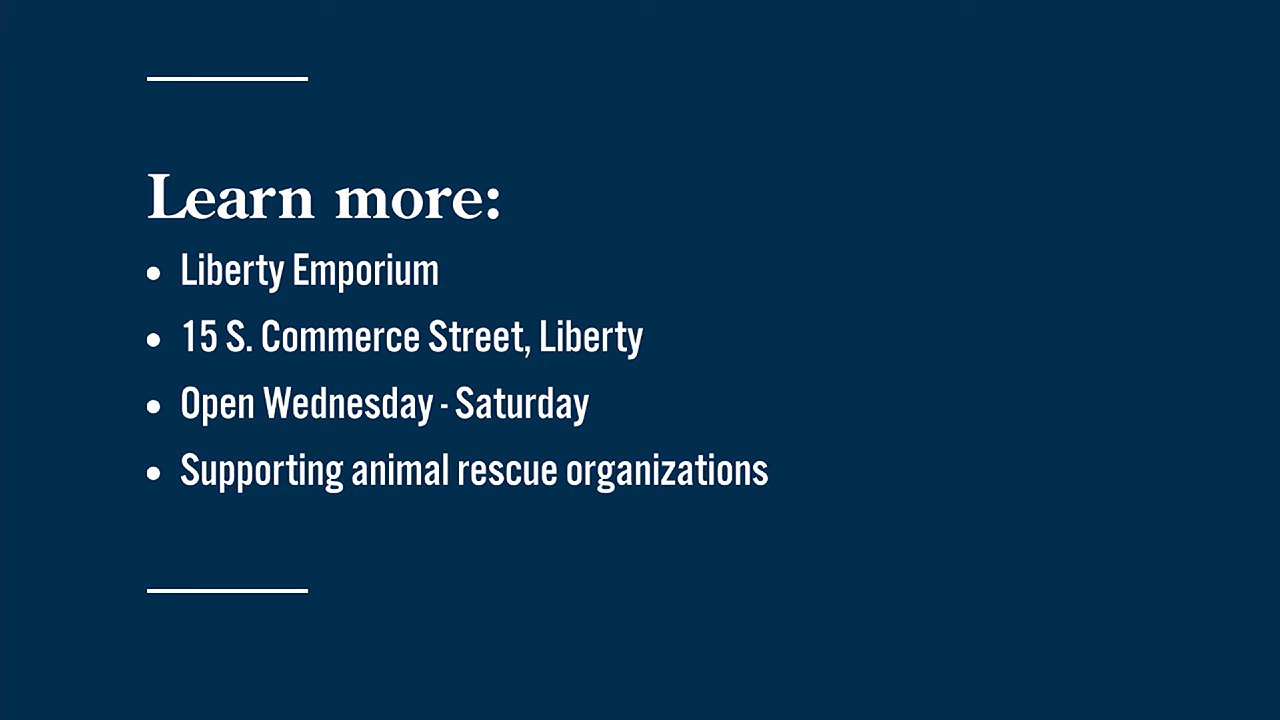 Learn more:
• Liberty Emporium
• 15 S. Commerce Street, Liberty
• Open Wednesday - Saturday
• Supporting animal rescue organizations